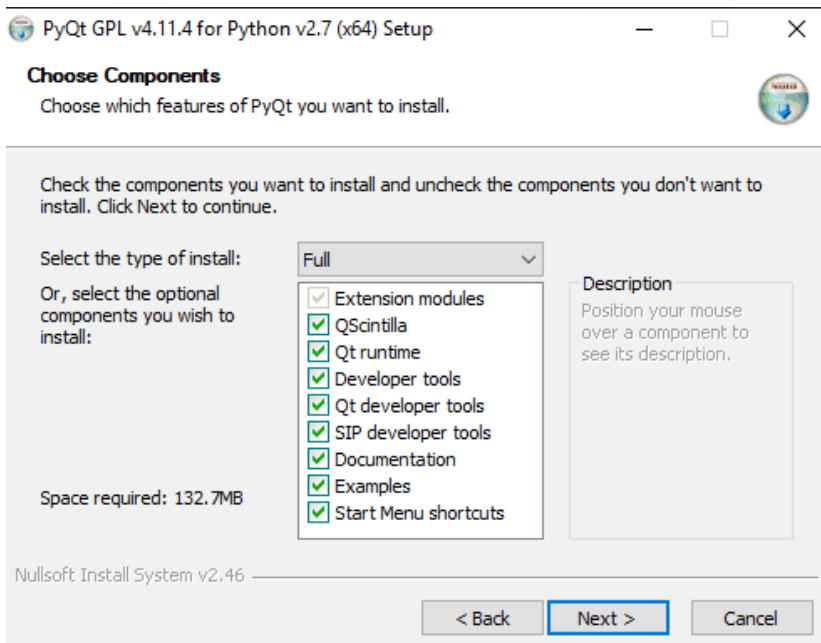 PyQt GPL v4.11.4 for Python v2.7 (x64) Setup
Choose Components
Choose which features of PyQt you want to install.
Check the components you want to install and uncheck the components you don't want to
install. Click Next to continue.
Select the type of install:
Full
Or, select the optional
components you wish to
install:
Extension modules
QScintilla
Qt runtime
Developer tools
Qt developer tools
SIP developer tools
Documentation
Examples
Start Menu shortcuts
Description
Position your mouse
over a component to
see its description.
Space required: 132.7MB
Nullsoft Install System v2.46
< Back
Next >
Cancel